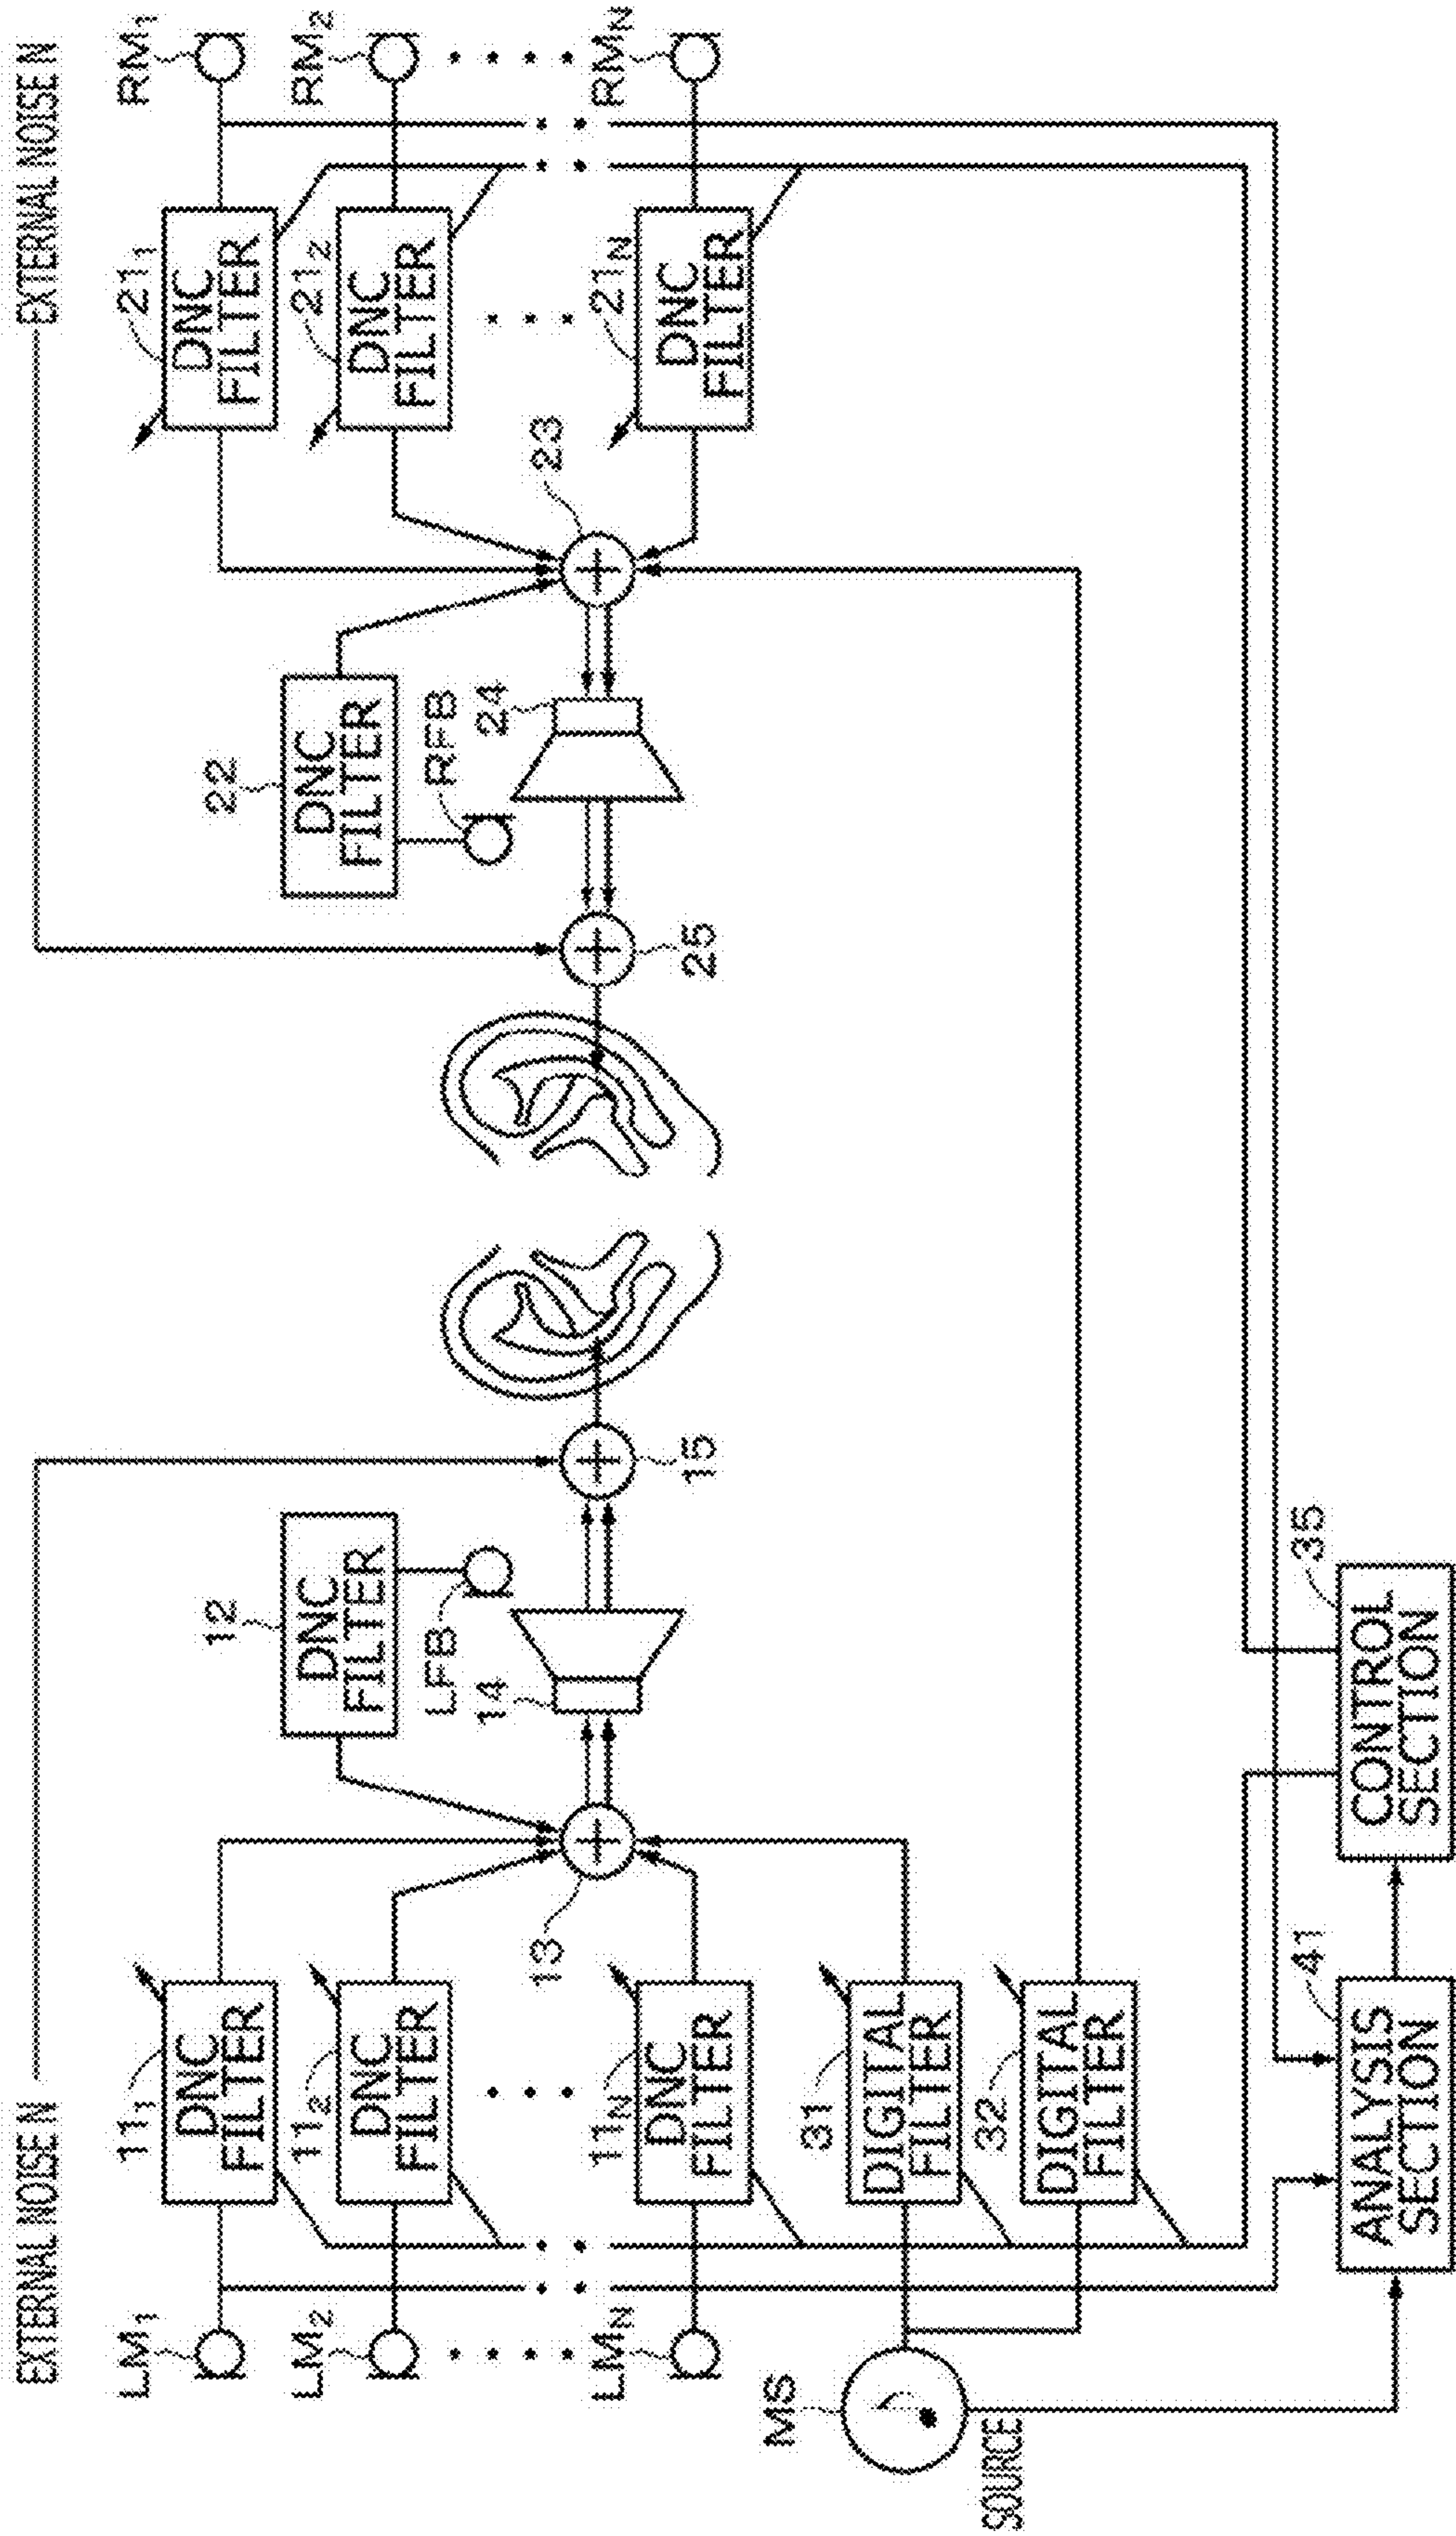 EXTERNAL NOISE N
EXTERNAL NOISE N
LM1
111
DNC
FILTER
12
DNC
FILTER
22
DNC
FILTER
211
DNC
FILTER
RM1
LM2
112
DNC
FILTER
LFB
RFB
212
DNC
FILTER
RM2
14
24
13
23
LMN
11N
DNC
FILTER
15
25
21N
DNC
FILTER
RMN
MS
SOURCE
31
DIGITAL
FILTER
32
DIGITAL
FILTER
41
ANALYSIS
SECTION
35
CONTROL
SECTION